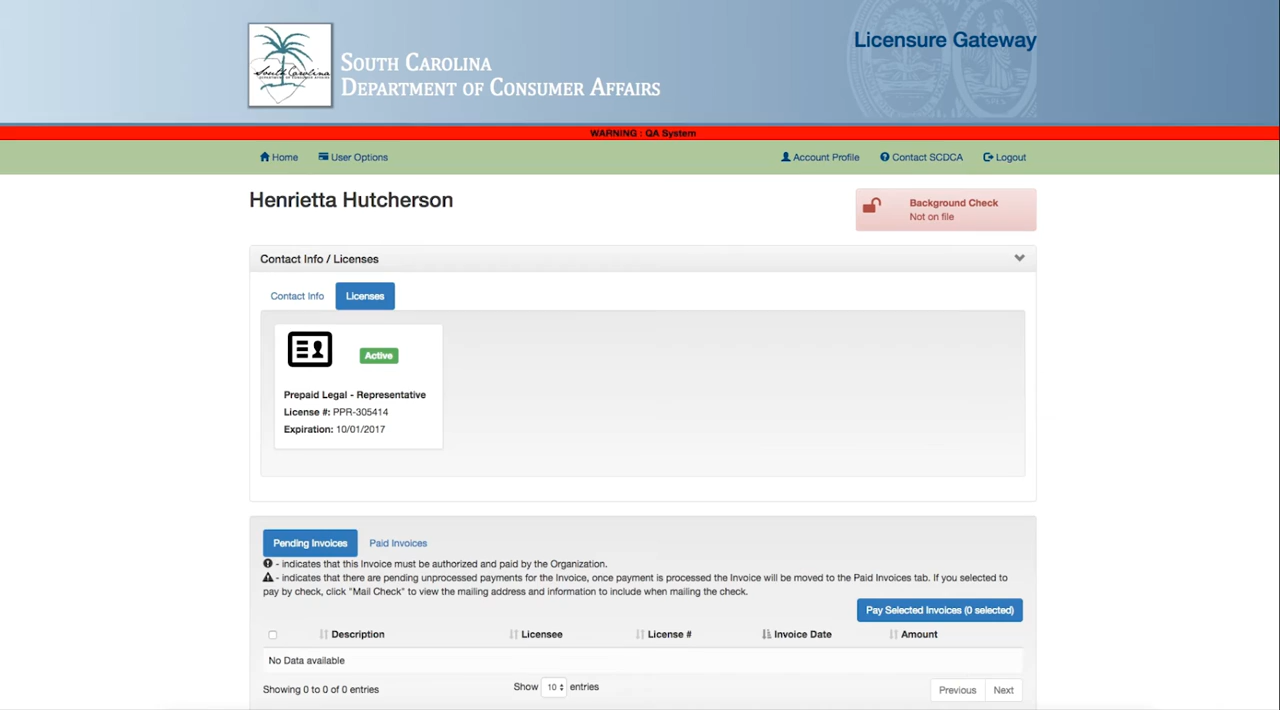 South Carolina
South Carolina
Department of Consumer Affairs
Licensure Gateway
WARNING : QA System
Home
User Options
Account Profile
Contact SCDCA
Logout
Henrietta Hutcherson
Background Check
Not on file
Contact Info / Licenses
Contact Info
Licenses
Active
Prepaid Legal - Representative
License #: PPR-305414
Expiration: 10/01/2017
Pending Invoices
Paid Invoices
- indicates that this Invoice must be authorized and paid by the Organization.
- indicates that there are pending unprocessed payments for the Invoice, once payment is processed the Invoice will be moved to the Paid Invoices tab. If you selected to
pay by check, click "Mail Check" to view the mailing address and information to include when mailing the check.
Pay Selected Invoices (0 selected)
Description Licensee License # Invoice Date Amount
No Data available
Showing 0 to 0 of 0 entries
Show 10 entries
Previous Next